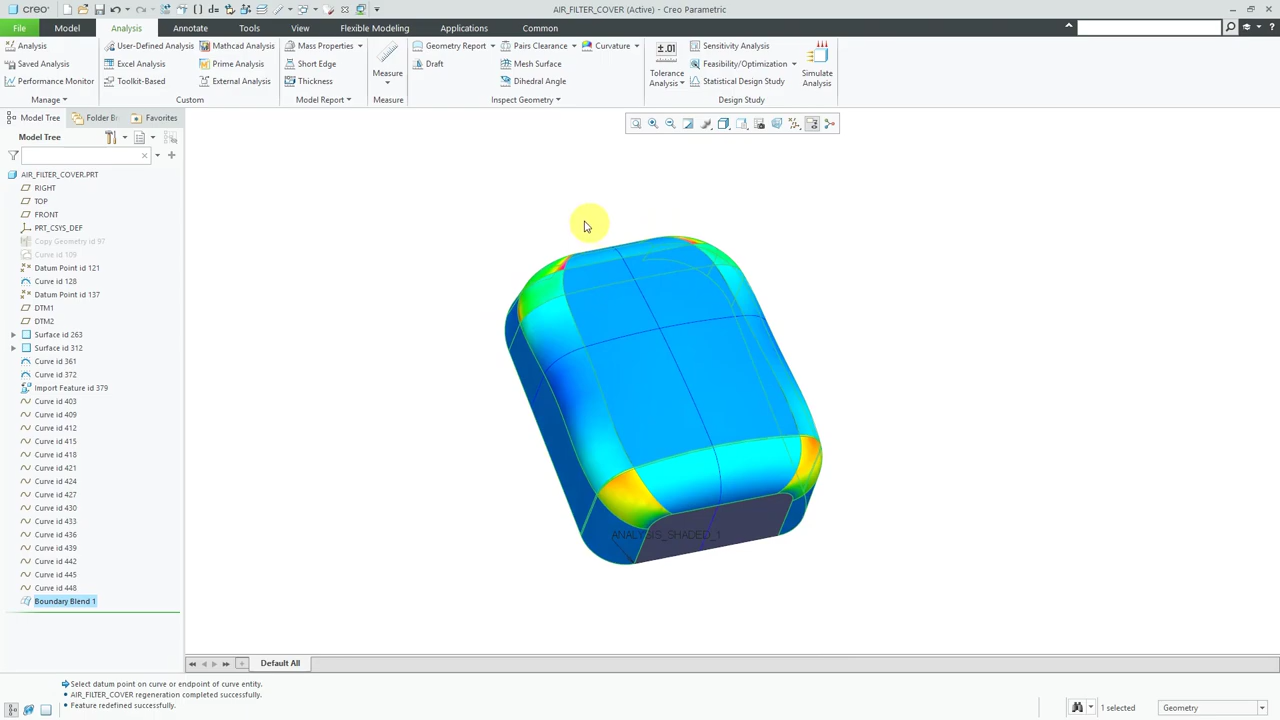 creo
AIR_FILTER_COVER (Active) - Creo Parametric
File Model Analysis Annotate Tools View Flexible Modeling Applications Common
Analysis User-Defined Analysis Mathcad Analysis Mass Properties Geometry Report Pairs Clearance Curvature Sensitivity Analysis
Saved Analysis Excel Analysis Prime Analysis Short Edge Draft Mesh Surface Feasibility/Optimization
Performance Monitor Toolkit-Based External Analysis Thickness Dihedral Angle Statistical Design Study
Measure
±.01
Tolerance
Analysis
Simulate
Analysis
Manage Custom Model Report Measure Inspect Geometry Design Study
Model Tree Folder Br Favorites
Model Tree
AIR_FILTER_COVER.PRT
RIGHT
TOP
FRONT
PRT_CSYS_DEF
Copy Geometry id 97
Curve id 109
Datum Point id 121
Curve id 128
Datum Point id 137
DTM1
DTM2
Surface id 263
Surface id 312
Curve id 361
Curve id 372
Import Feature id 379
Curve id 403
Curve id 409
Curve id 412
Curve id 415
Curve id 418
Curve id 421
Curve id 424
Curve id 427
Curve id 430
Curve id 433
Curve id 436
Curve id 439
Curve id 442
Curve id 445
Curve id 448
Boundary Blend 1
ANALYSIS_SHADED_1
Default All
Select datum point on curve or endpoint of curve entity.
AIR_FILTER_COVER regeneration completed successfully.
Feature redefined successfully.
1 selected
Geometry